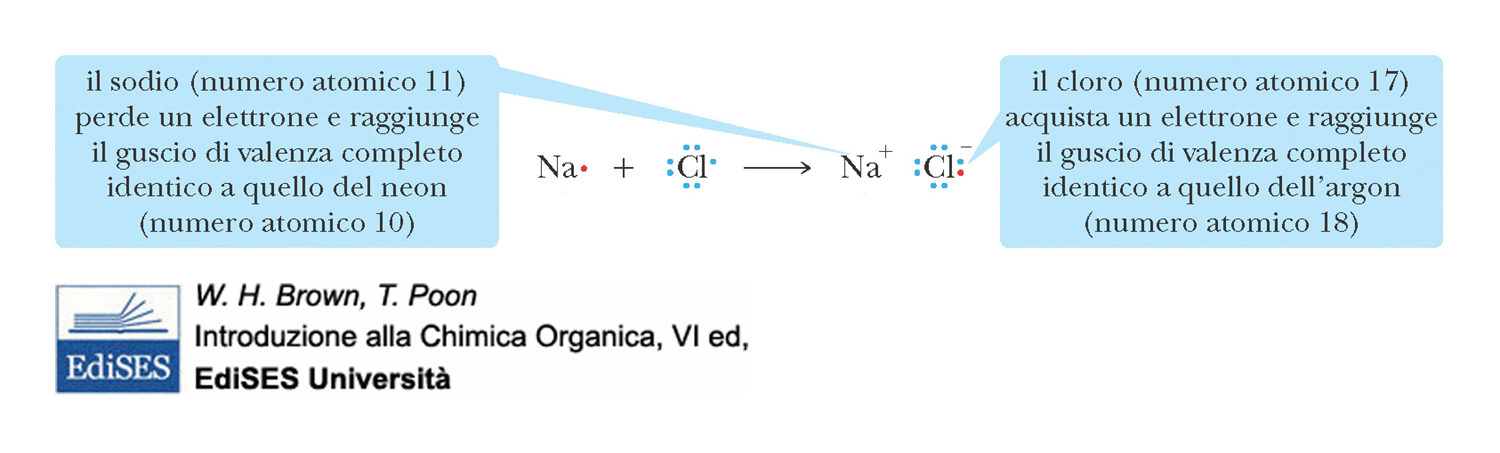 il sodio (numero atomico 11)
perde un elettrone e raggiunge
il guscio di valenza completo
identico a quello del neon
(numero atomico 10)
Na• + :C̈l· ⟶ Na⁺ :C̈l:⁻
il cloro (numero atomico 17)
acquista un elettrone e raggiunge
il guscio di valenza completo
identico a quello dell'argon
(numero atomico 18)
EdiSES
W. H. Brown, T. Poon
Introduzione alla Chimica Organica, VI ed,
EdiSES Università